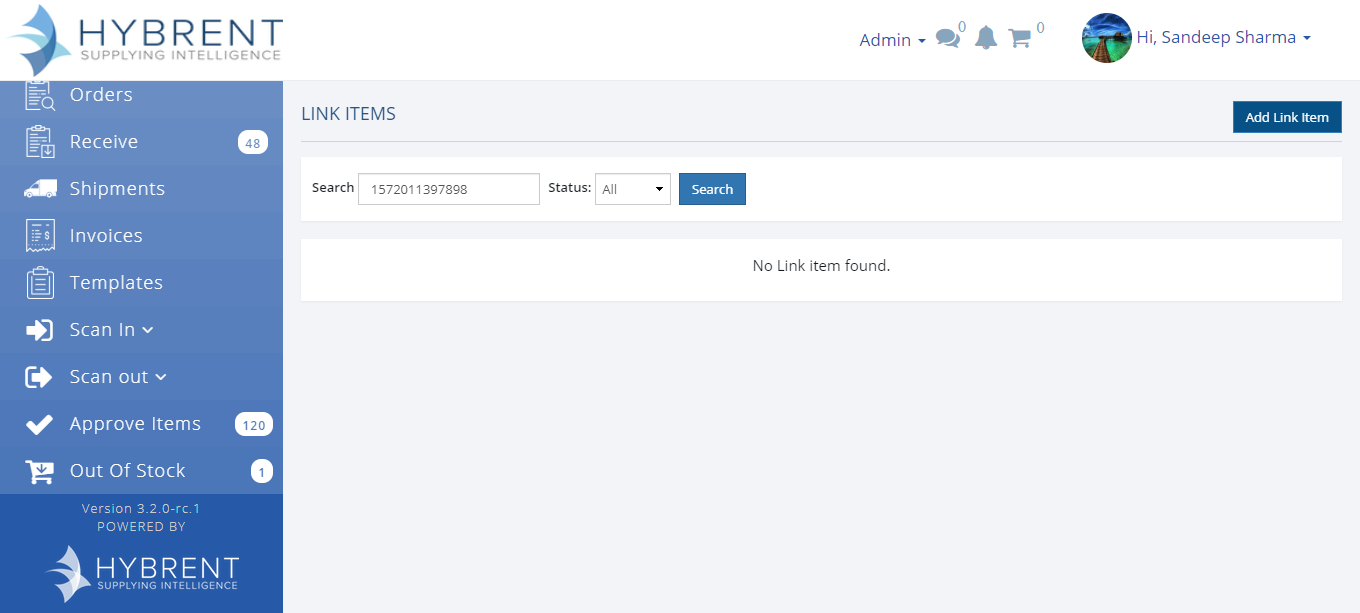 HYBRENT
SUPPLYING INTELLIGENCE
Admin 0 0 Hi, Sandeep Sharma
Orders
Receive 48
Shipments
Invoices
Templates
Scan In
Scan out
Approve Items 120
Out Of Stock 1
Version 3.2.0-rc.1
POWERED BY
HYBRENT
SUPPLYING INTELLIGENCE
LINK ITEMS Add Link Item
Search 1572011397898 Status: All Search
No Link item found.